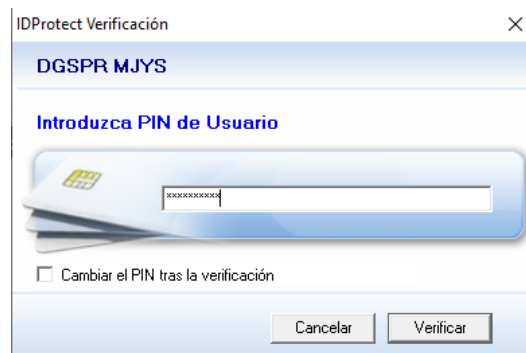 IDProtect Verificación
DGSPR MJYS
Introduzca PIN de Usuario
**********
Cambiar el PIN tras la verificación
Cancelar
Verificar